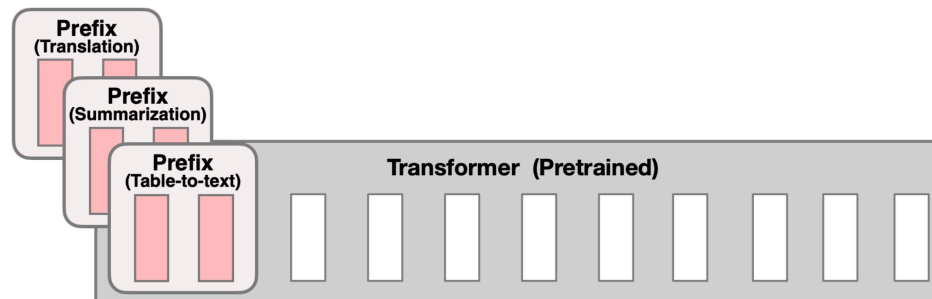 Prefix
(Translation)
Prefix
(Summarization)
Prefix
(Table-to-text)
Transformer (Pretrained)